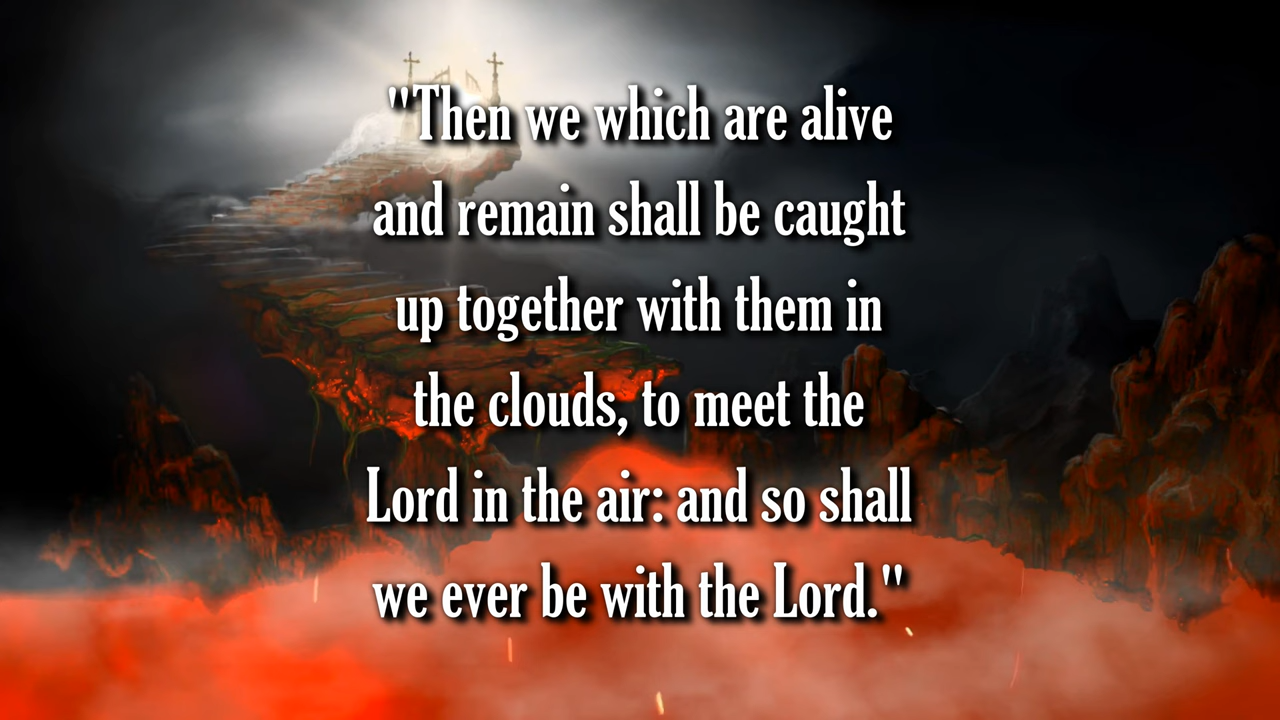 "Then we which are alive
and remain shall be caught
up together with them in
the clouds, to meet the
Lord in the air: and so shall
we ever be with the Lord."